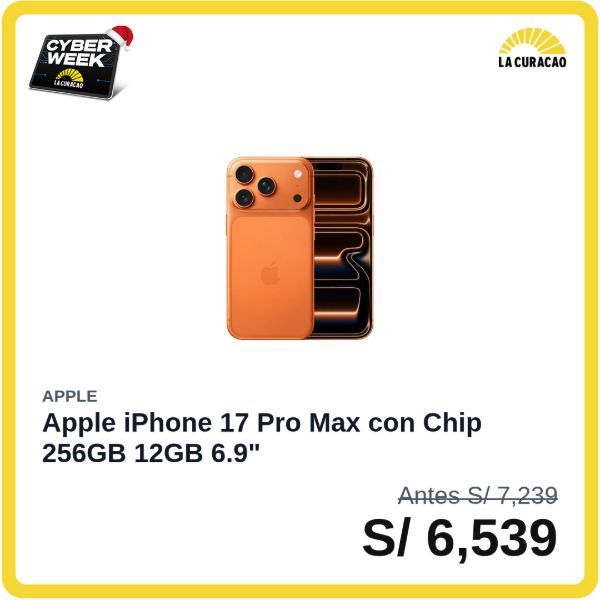 CYBER
WEEK
LA CURACAO
LA CURACAO
APPLE
Apple iPhone 17 Pro Max con Chip
256GB 12GB 6.9"
Antes S/ 7,239
S/ 6,539